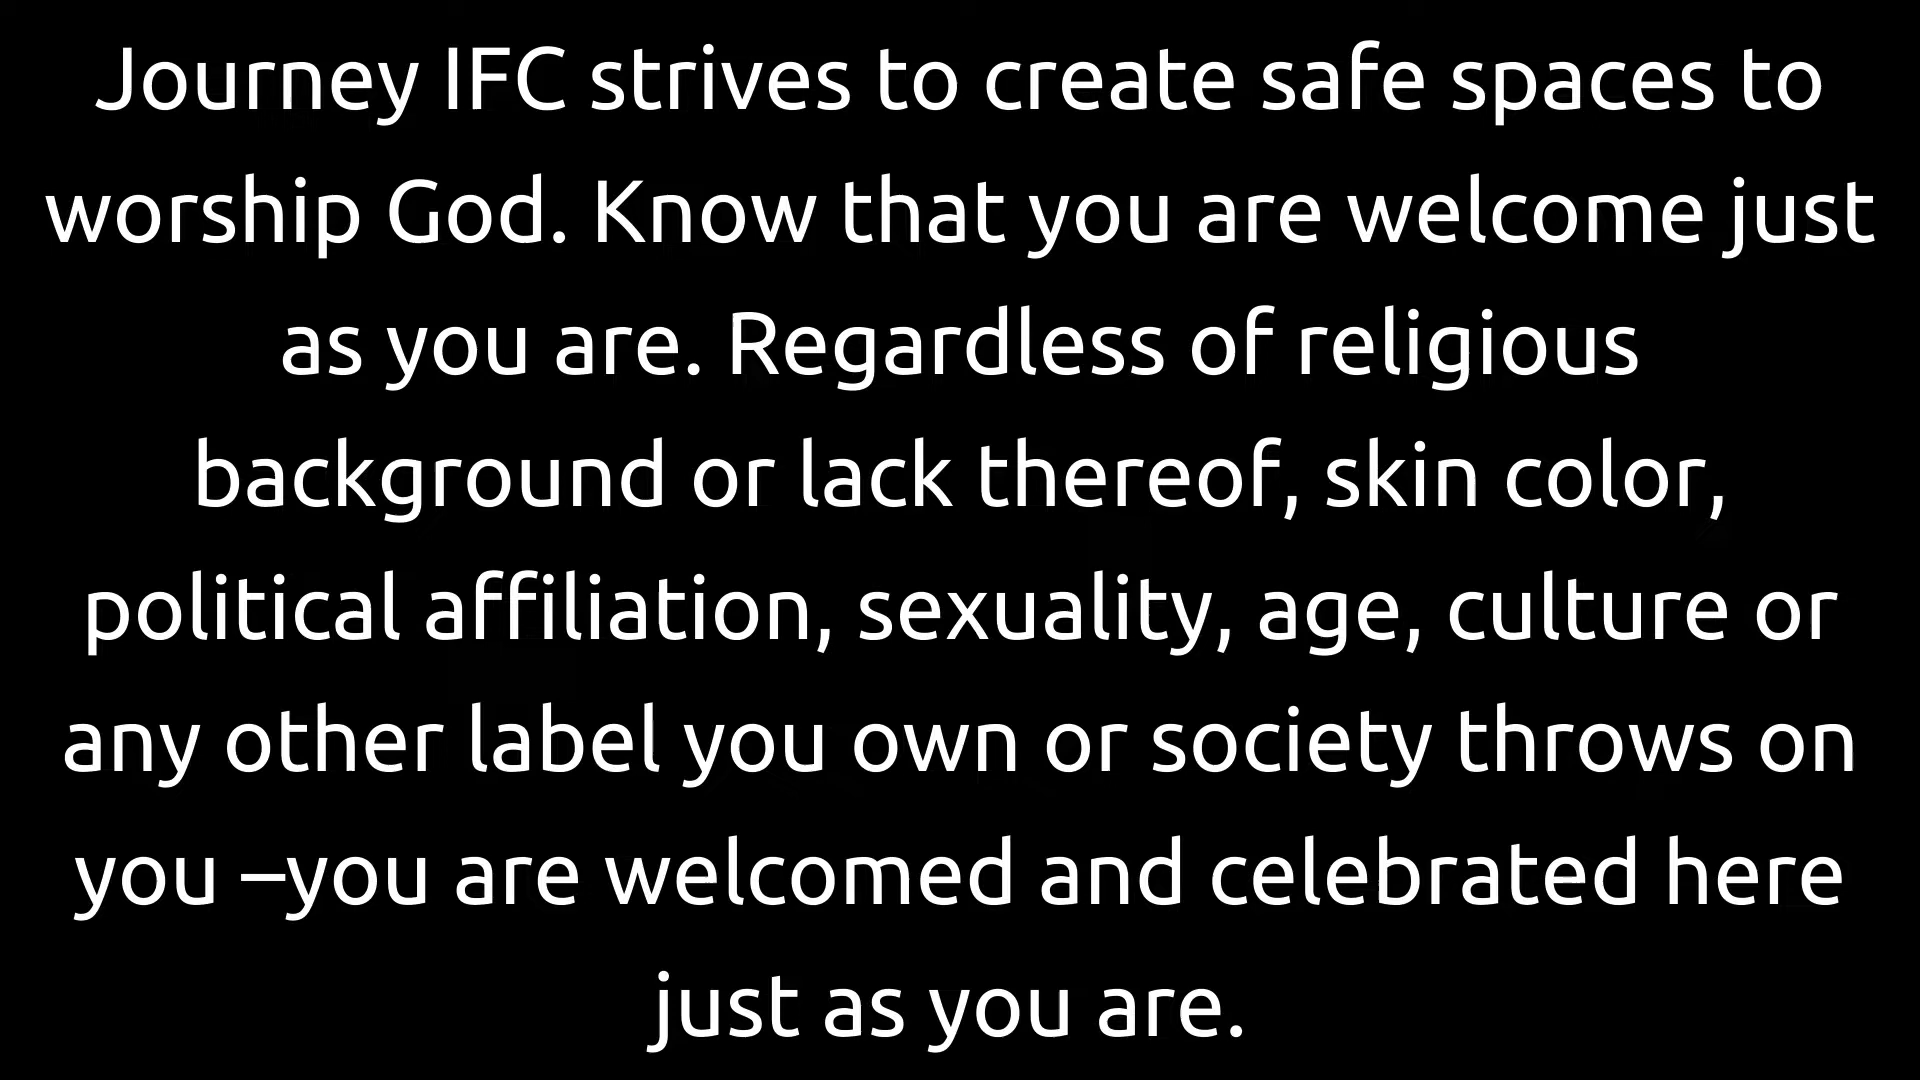 Journey IFC strives to create safe spaces to
worship God. Know that you are welcome just
as you are. Regardless of religious
background or lack thereof, skin color,
political affiliation, sexuality, age, culture or
any other label you own or society throws on
you –you are welcomed and celebrated here
just as you are.